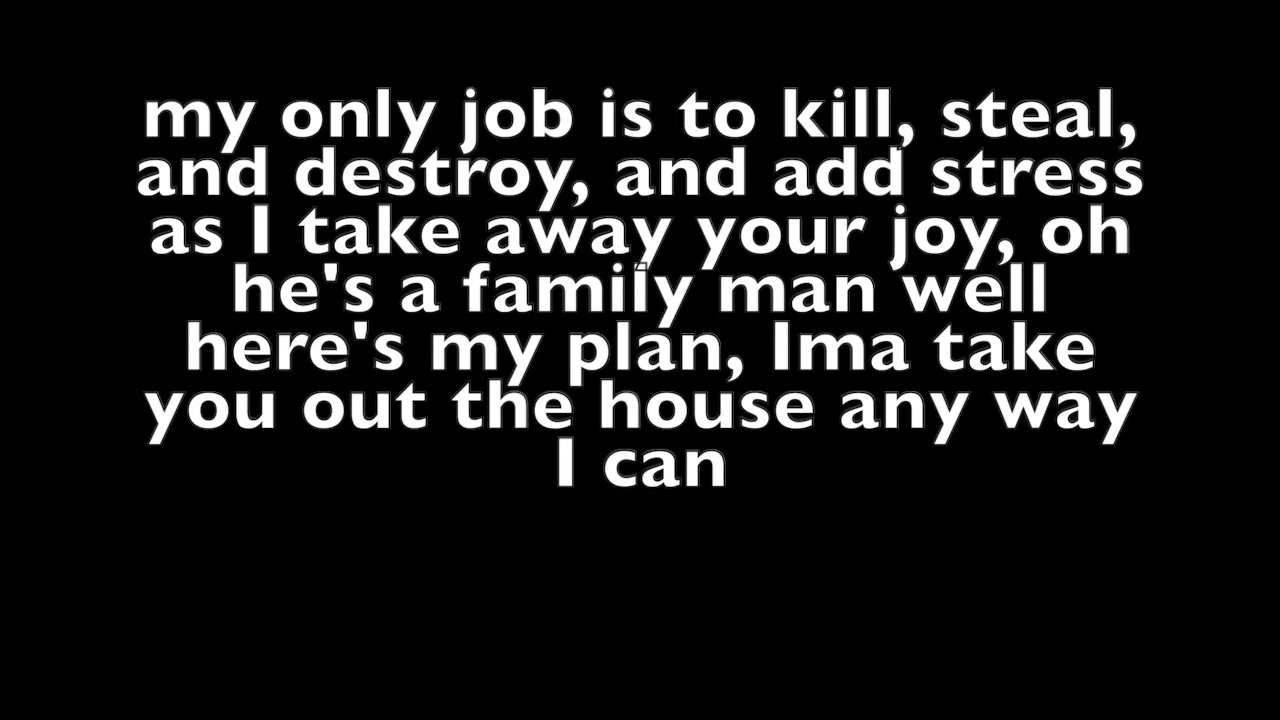 my only job is to kill, steal,
and destroy, and add stress
as I take away your joy, oh
he's a family man well
here's my plan, Ima take
you out the house any way
I can